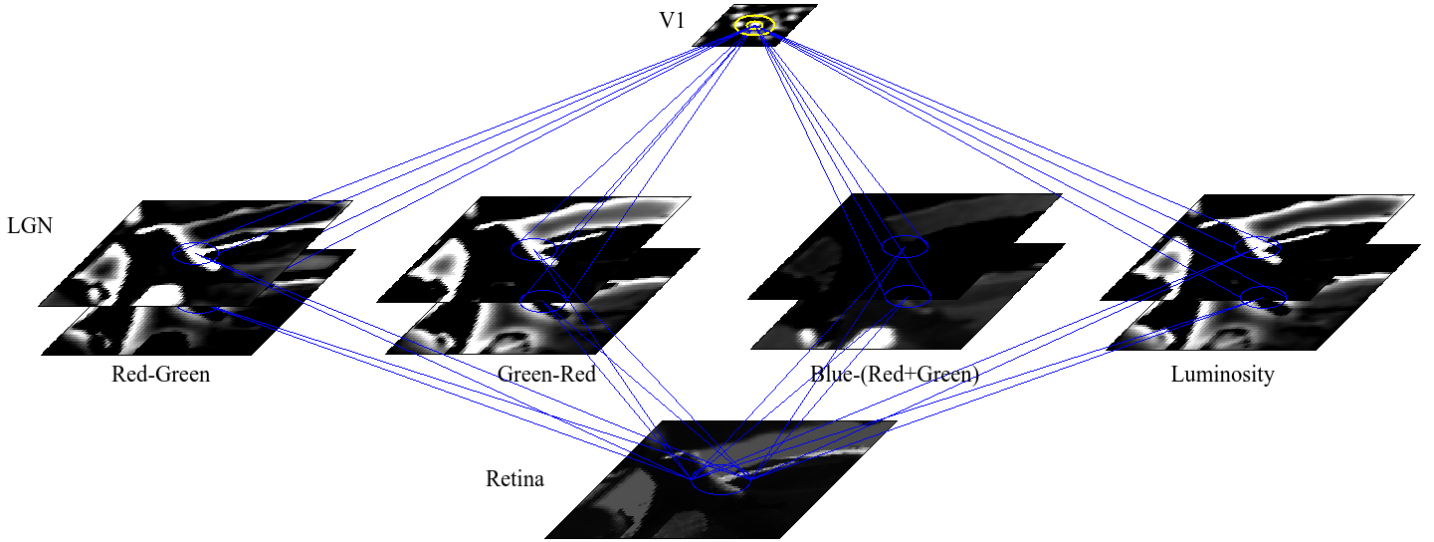 V1
LGN
Red-Green
Green-Red
Blue-(Red+Green)
Luminosity
Retina